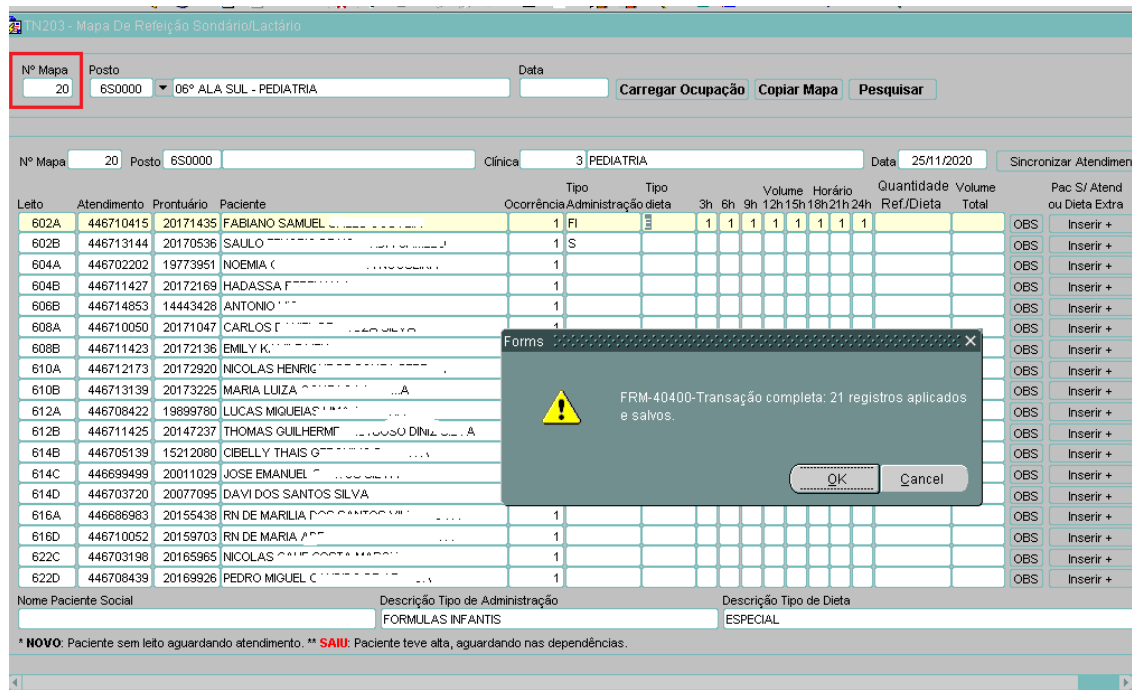 TN203 - Mapa De Refeição Sondário/Lactário
Nº Mapa Posto Data
20 6S0000 06º ALA SUL - PEDIATRIA Carregar Ocupação Copiar Mapa Pesquisar
Nº Mapa 20 Posto 6S0000 Clínica 3 PEDIATRIA Data 25/11/2020 Sincronizar Atendimen
Tipo Tipo Volume Horário Quantidade Volume Pac S/ Atend
Leito Atendimento Prontuário Paciente Ocorrência Administração dieta 3h 6h 9h 12h 15h 18h 21h 24h Ref./Dieta Total ou Dieta Extra
602A 446710415 20171435 FABIANO SAMUEL 1 FI 1 1 1 1 1 1 1 1 OBS Inserir +
602B 446713144 20170536 SAULO 1 S OBS Inserir +
604A 446702202 19773951 NOEMIA 1 OBS Inserir +
604B 446711427 20172169 HADASSA 1 OBS Inserir +
606B 446714853 14443428 ANTONIO 1 OBS Inserir +
608A 446710050 20171047 CARLOS 1 OBS Inserir +
608B 446711423 20172136 EMILY K. OBS Inserir +
610A 446712173 20172920 NICOLAS HENRIC OBS Inserir +
610B 446713139 20173225 MARIA LUIZA OBS Inserir +
612A 446708422 19899780 LUCAS MIQUEIAS OBS Inserir +
612B 446711425 20147237 THOMAS GUILHERME DINIZ OBS Inserir +
614B 446705139 15212080 CIBELLY THAIS OBS Inserir +
614C 446699499 20011029 JOSE EMANUEL OBS Inserir +
614D 446703720 20077095 DAVI DOS SANTOS SILVA OBS Inserir +
616A 446686983 20155438 RN DE MARILIA 1 OBS Inserir +
616D 446710052 20159703 RN DE MARIA 1 OBS Inserir +
622C 446703198 20165965 NICOLAS 1 OBS Inserir +
622D 446708439 20169926 PEDRO MIGUEL 1 OBS Inserir +
Forms
FRM-40400-Transação completa: 21 registros aplicados
e salvos.
OK Cancel
Nome Paciente Social Descrição Tipo de Administração Descrição Tipo de Dieta
FORMULAS INFANTIS ESPECIAL
* NOVO: Paciente sem leito aguardando atendimento. ** SAIU: Paciente teve alta, aguardando nas dependências.